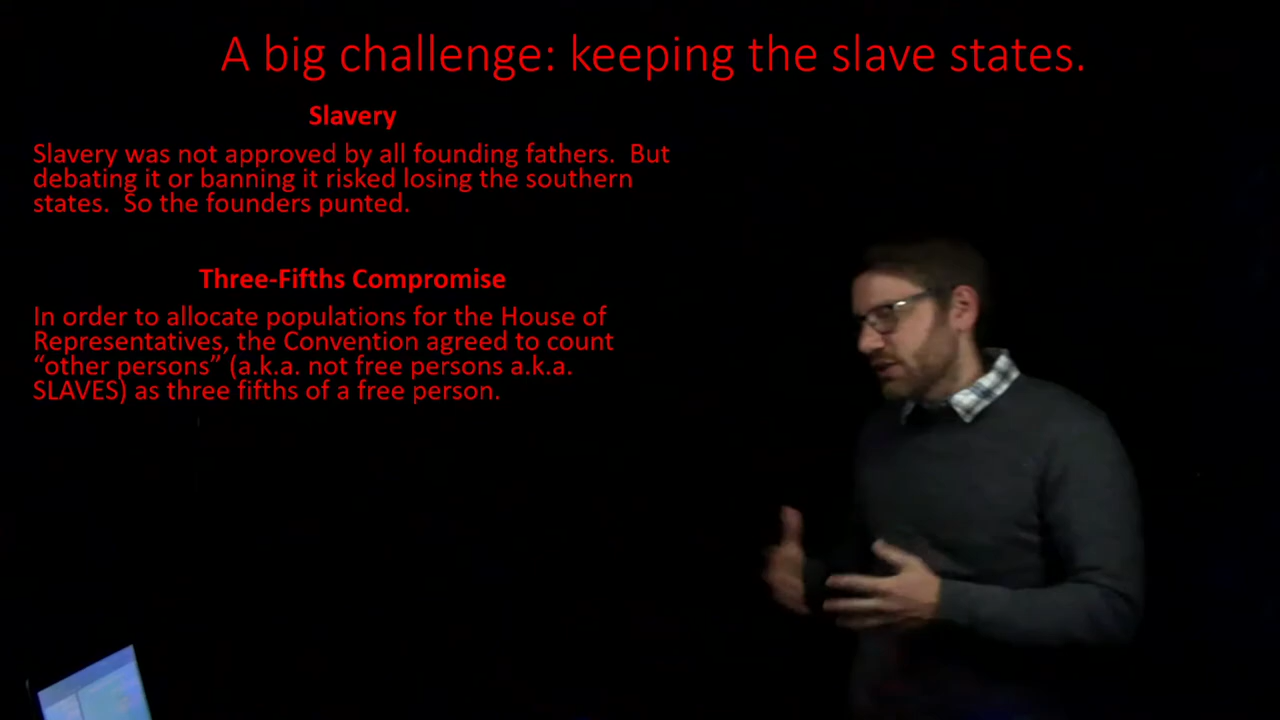 A big challenge: keeping the slave states.
Slavery
Slavery was not approved by all founding fathers.  But
debating it or banning it risked losing the southern
states.  So the founders punted.
Three-Fifths Compromise
In order to allocate populations for the House of
Representatives, the Convention agreed to count
“other persons” (a.k.a. not free persons a.k.a.
SLAVES) as three fifths of a free person.